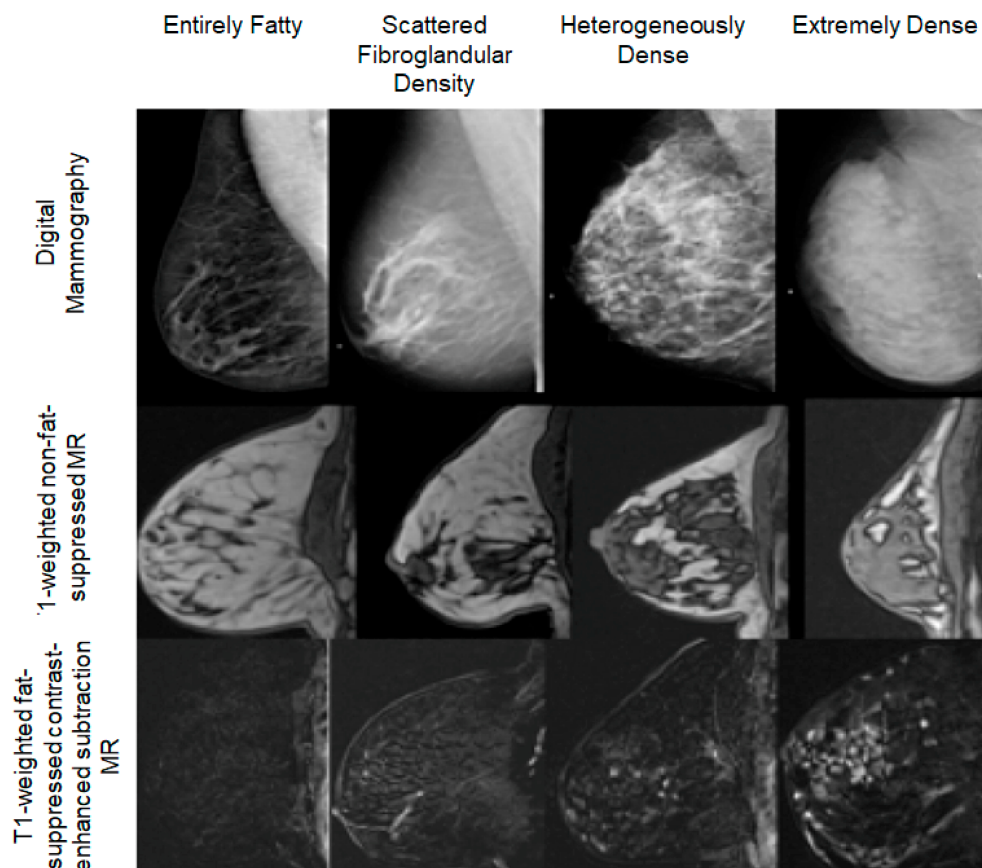 Entirely Fatty
Scattered
Fibroglandular
Density
Heterogeneously
Dense
Extremely Dense
Digital
Mammography
1-weighted non-fat-
suppressed MR
T1-weighted fat-
suppressed contrast-
enhanced subtraction
MR